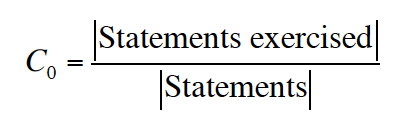 C₀ = |Statements exercised|
|Statements|